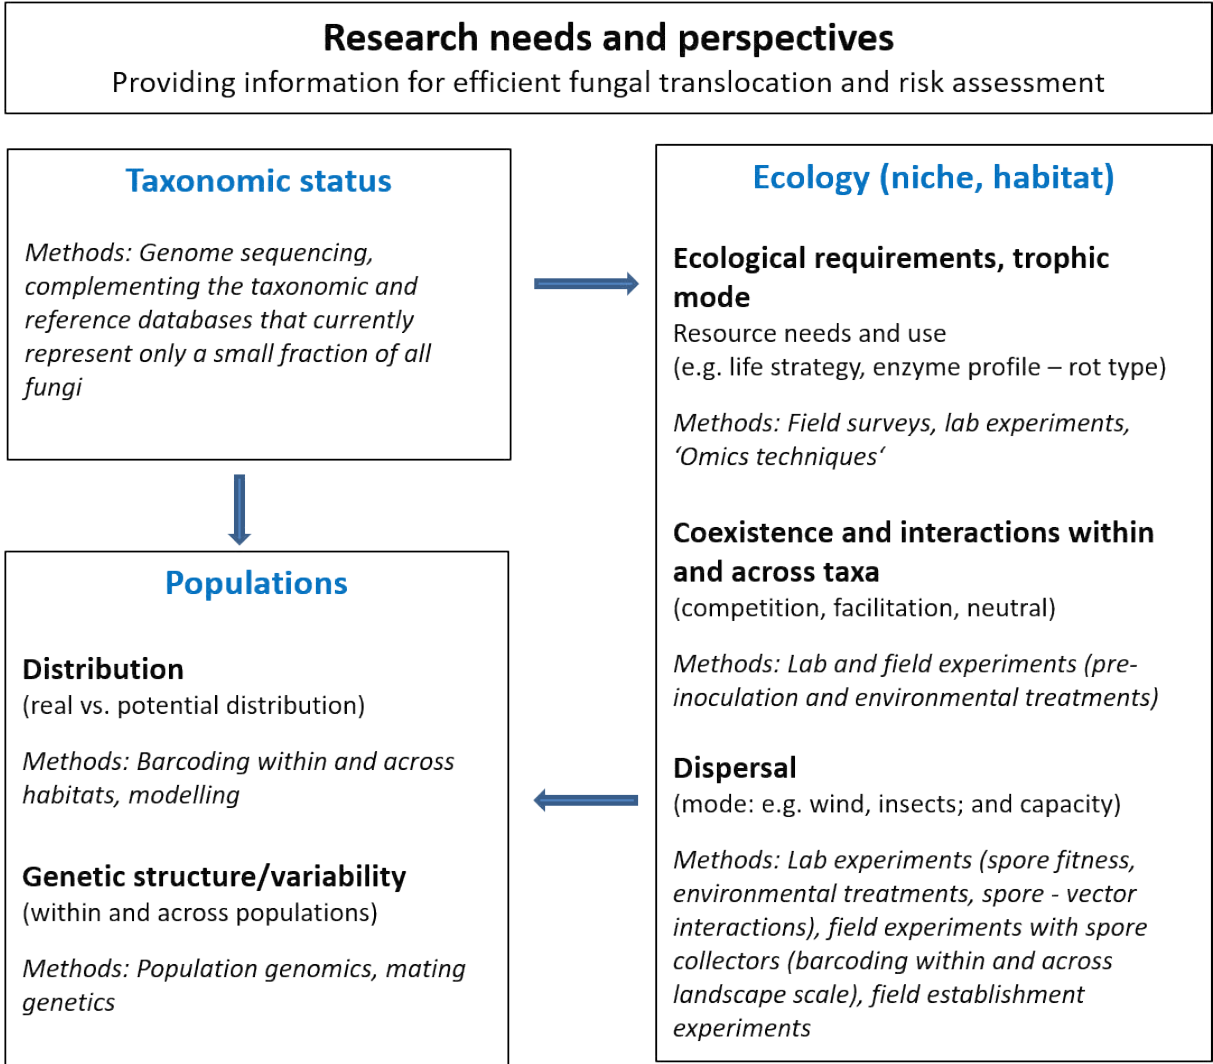 Research needs and perspectives
Providing information for efficient fungal translocation and risk assessment
Taxonomic status
Methods: Genome sequencing,
complementing the taxonomic and
reference databases that currently
represent only a small fraction of all
fungi
Populations
Distribution
(real vs. potential distribution)
Methods: Barcoding within and across
habitats, modelling
Genetic structure/variability
(within and across populations)
Methods: Population genomics, mating
genetics
Ecology (niche, habitat)
Ecological requirements, trophic
mode
Resource needs and use
(e.g. life strategy, enzyme profile – rot type)
Methods: Field surveys, lab experiments,
‘Omics techniques‘
Coexistence and interactions within
and across taxa
(competition, facilitation, neutral)
Methods: Lab and field experiments (pre-
inoculation and environmental treatments)
Dispersal
(mode: e.g. wind, insects; and capacity)
Methods: Lab experiments (spore fitness,
environmental treatments, spore - vector
interactions), field experiments with spore
collectors (barcoding within and across
landscape scale), field establishment
experiments